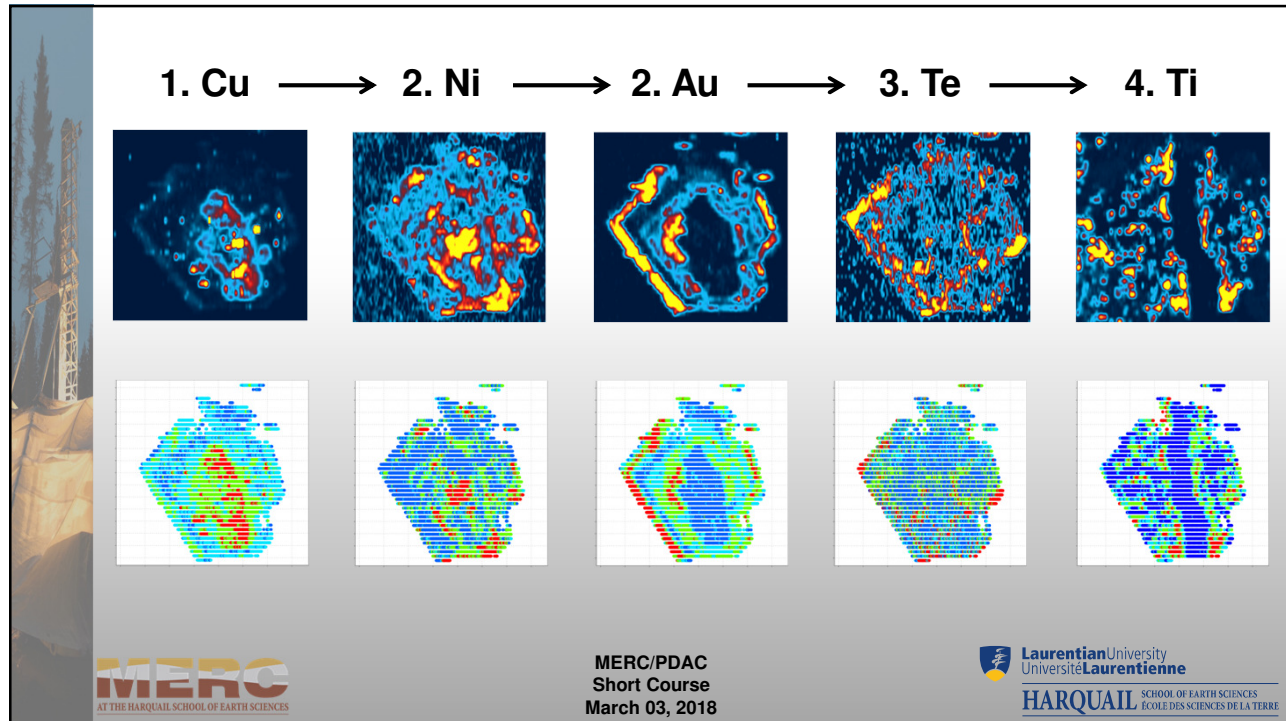 1. Cu → 2. Ni → 2. Au → 3. Te → 4. Ti
MERC
AT THE HARQUAIL SCHOOL OF EARTH SCIENCES
MERC/PDAC
Short Course
March 03, 2018
LaurentianUniversity
UniversitéLaurentienne
HARQUAIL SCHOOL OF EARTH SCIENCES
ÉCOLE DES SCIENCES DE LA TERRE